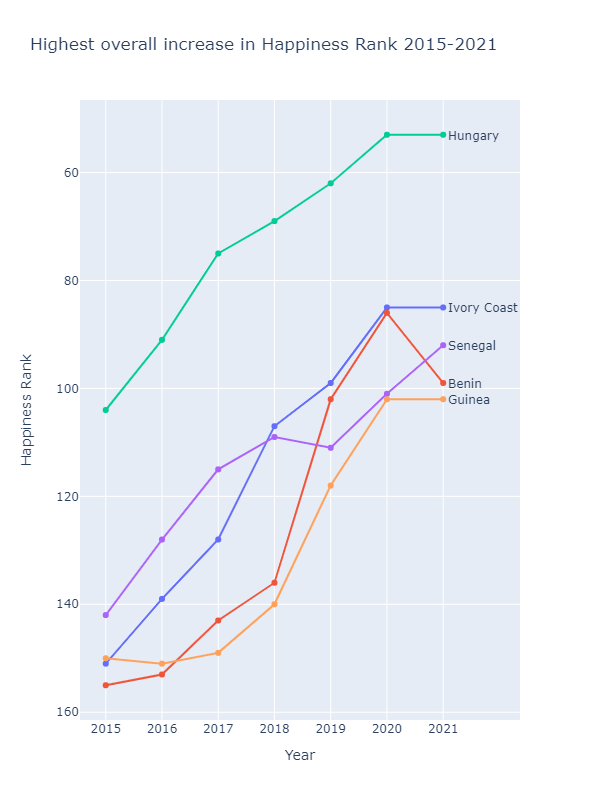 Highest overall increase in Happiness Rank 2015-2021
Happiness Rank
60
80
100
120
140
160
Hungary
Ivory Coast
Senegal
Benin
Guinea
2015 2016 2017 2018 2019 2020 2021
Year